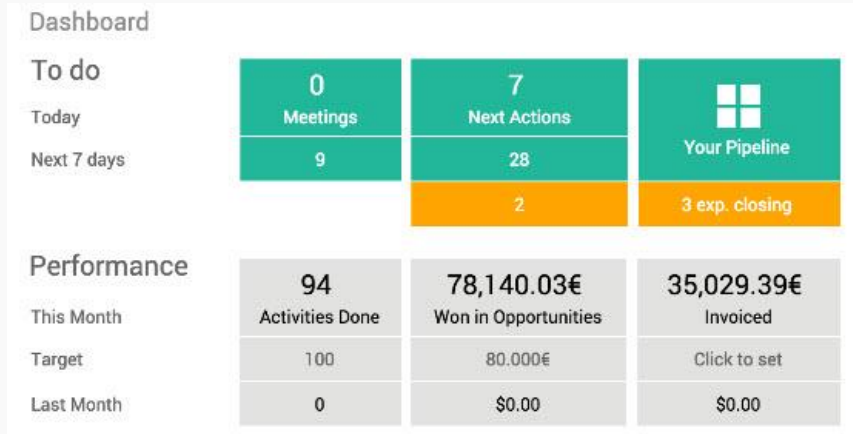 Dashboard
To do
0
7
Today
Meetings
Next Actions
Your Pipeline
Next 7 days
9
28
2
3 exp. closing
Performance
94
78,140.03€
35,029.39€
This Month
Activities Done
Won in Opportunities
Invoiced
Target
100
80.000€
Click to set
Last Month
0
$0.00
$0.00